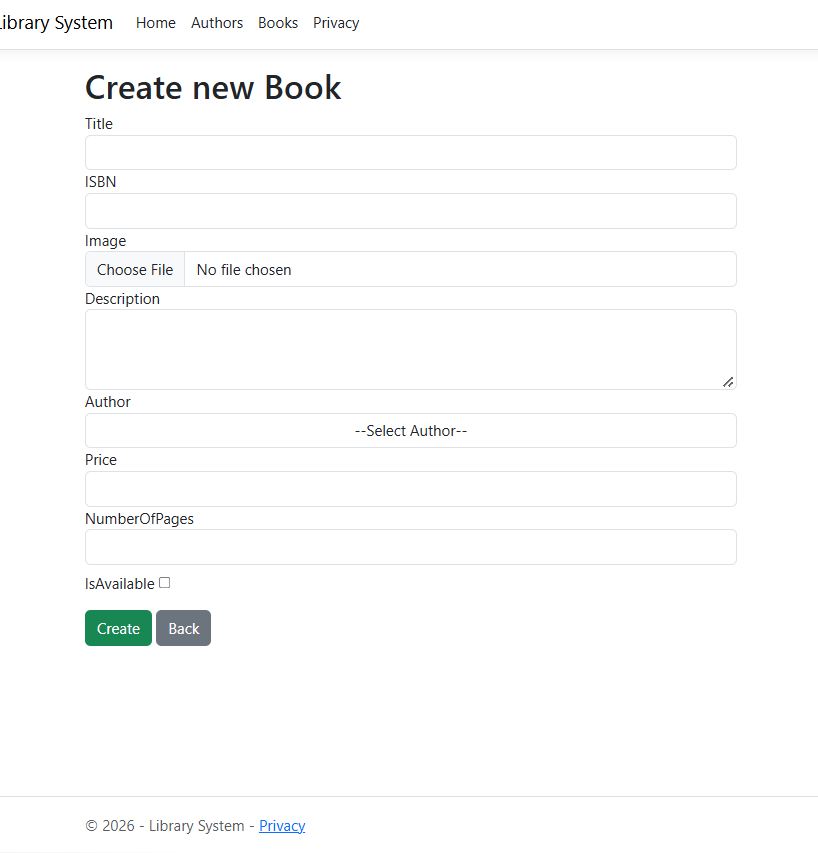 Library System Home Authors Books Privacy
Create new Book
Title
ISBN
Image
Choose File No file chosen
Description
Author
--Select Author--
Price
NumberOfPages
IsAvailable
Create Back
© 2026 - Library System - Privacy